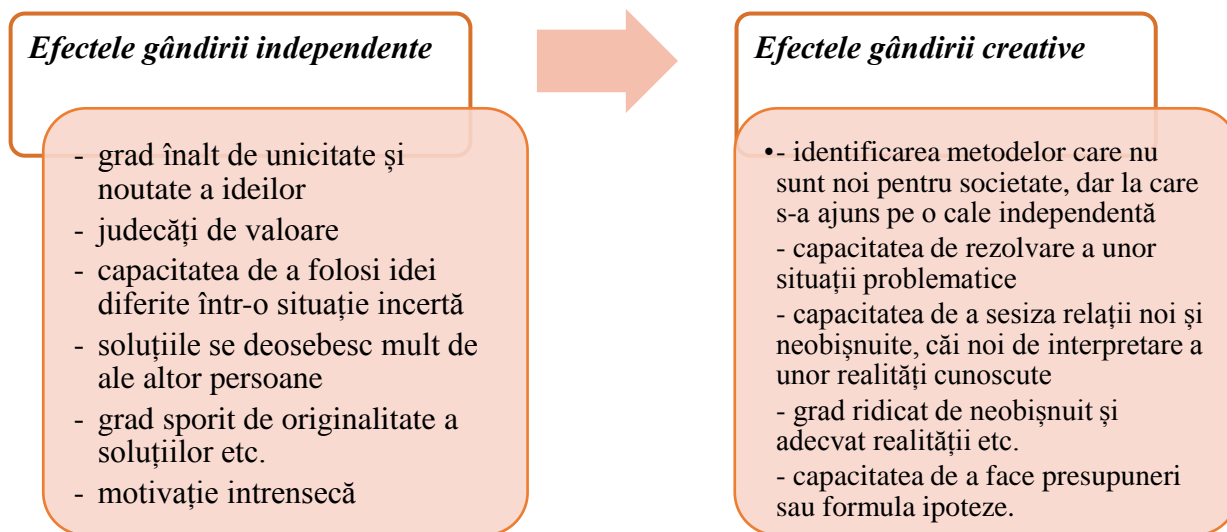 Efectele gândirii independente
- grad înalt de unicitate și
noutate a ideilor
- judecăți de valoare
- capacitatea de a folosi idei
diferite într-o situație incertă
- soluțiile se deosebesc mult de
ale altor persoane
- grad sporit de originalitate a
soluțiilor etc.
- motivație intrensecă
Efectele gândirii creative
•- identificarea metodelor care nu
sunt noi pentru societate, dar la care
s-a ajuns pe o cale independentă
- capacitatea de rezolvare a unor
situații problematice
- capacitatea de a sesiza relații noi și
neobișnuite, căi noi de interpretare a
unor realități cunoscute
- grad ridicat de neobișnuit și
adecvat realității etc.
- capacitatea de a face presupuneri
sau formula ipoteze.